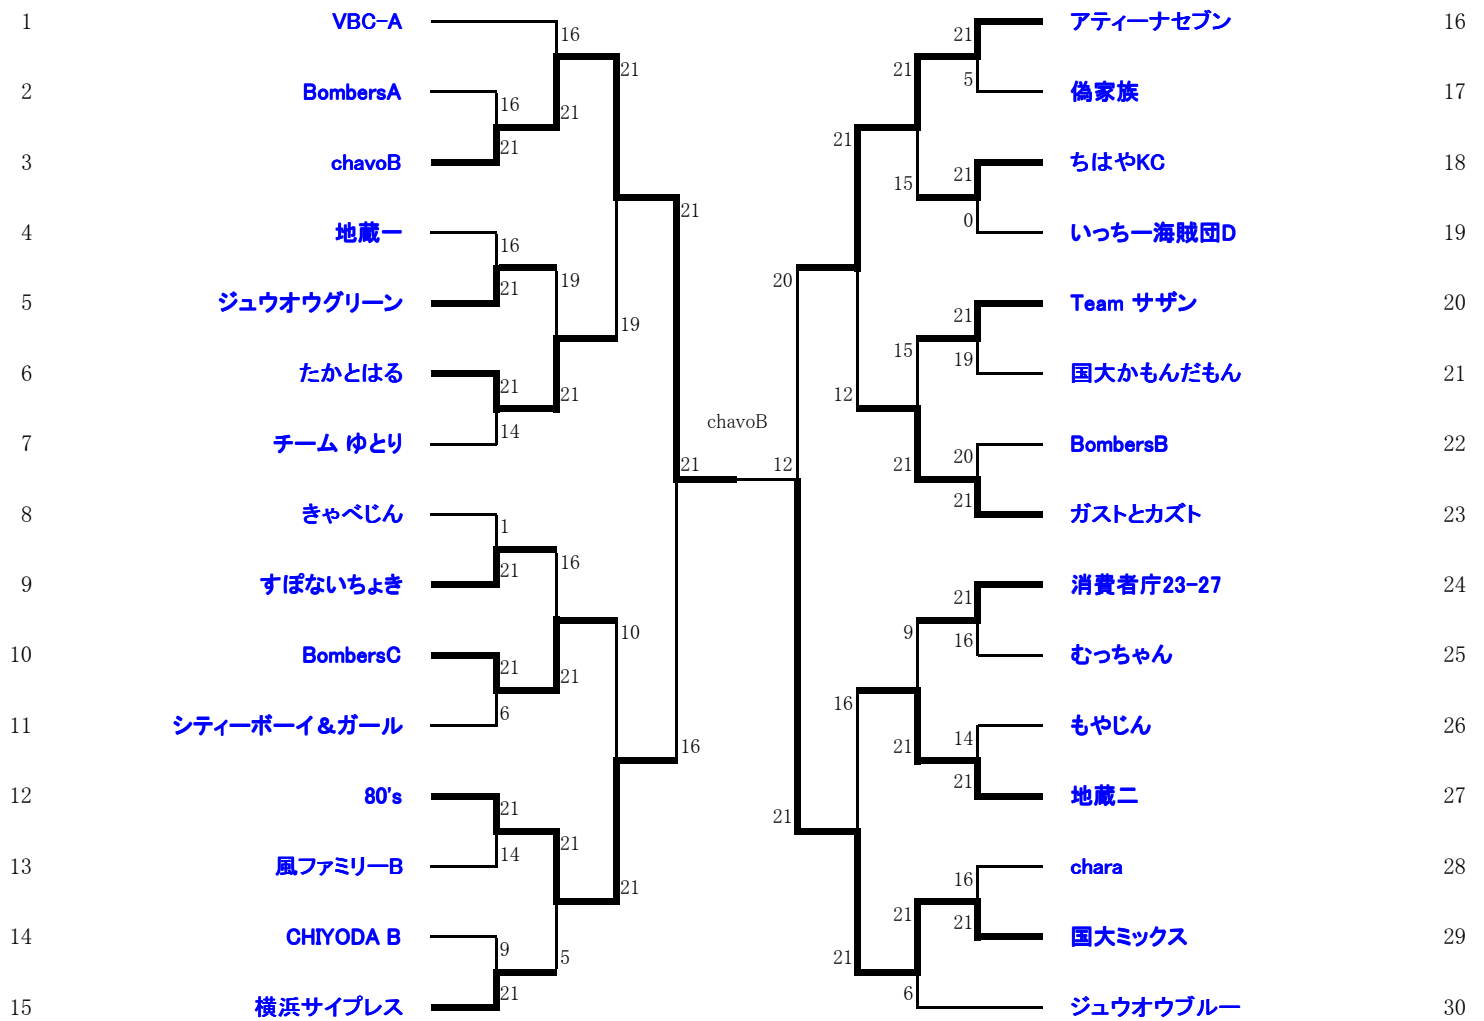 1 VBC-A 16 21 アティーナセブン 16
21 21
2 BombersA 16 21 5 偽家族 17
3 chavoB 21 21 21 ちはやKC 18
15
4 地蔵一 16 21 0 いっちー海賊団D 19
5 ジュウオウグリーン 21 19 20 21 Team サザン 20
19 15 19
6 たかとはる 21 21 12 国大かもんだもん 21
7 チーム ゆとり 14 chavoB 20 BombersB 22
21 12 21
8 きゃべじん 1 21 ガストとカズト 23
9 すぽないちょき 21 16 21 消費者庁23-27 24
10 9 16
10 BombersC 21 21 むっちゃん 25
11 シティーボーイ&ガール 6 16 16 21 14 もやじん 26
12 80's 21 21 21 地蔵二 27
13 風ファミリーB 14 21 21 16 chara 28
14 CHIYODA B 9 5 21 21 21 国大ミックス 29
15 横浜サイプレス 21 6 ジュウオウブルー 30